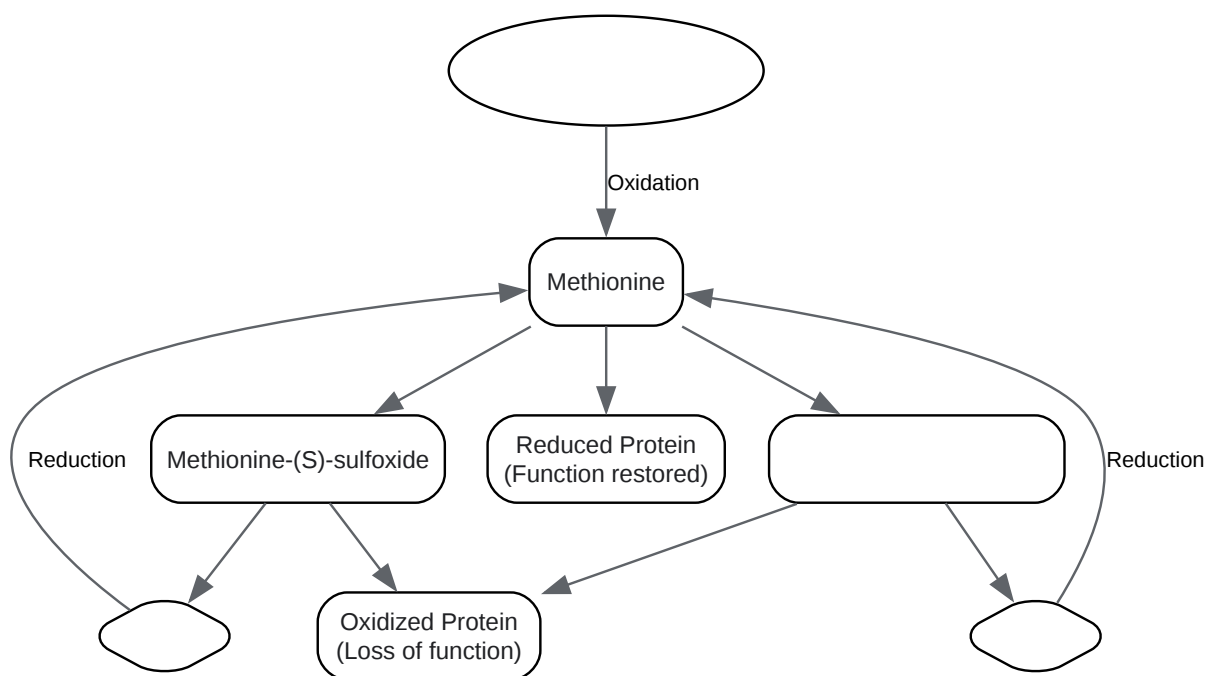 Oxidation
Methionine
Reduction
Methionine-(S)-sulfoxide
Reduced Protein
(Function restored)
Reduction
Oxidized Protein
(Loss of function)